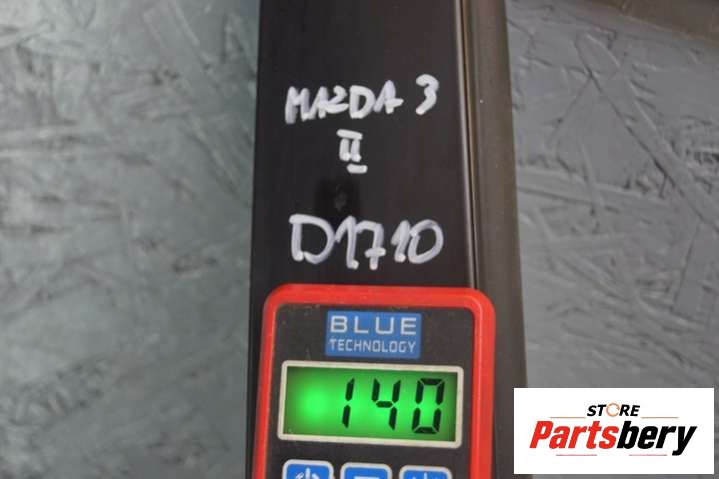 MAZDA 3
II
D1710
BLUE
TECHNOLOGY
140
STORE
Partsbery